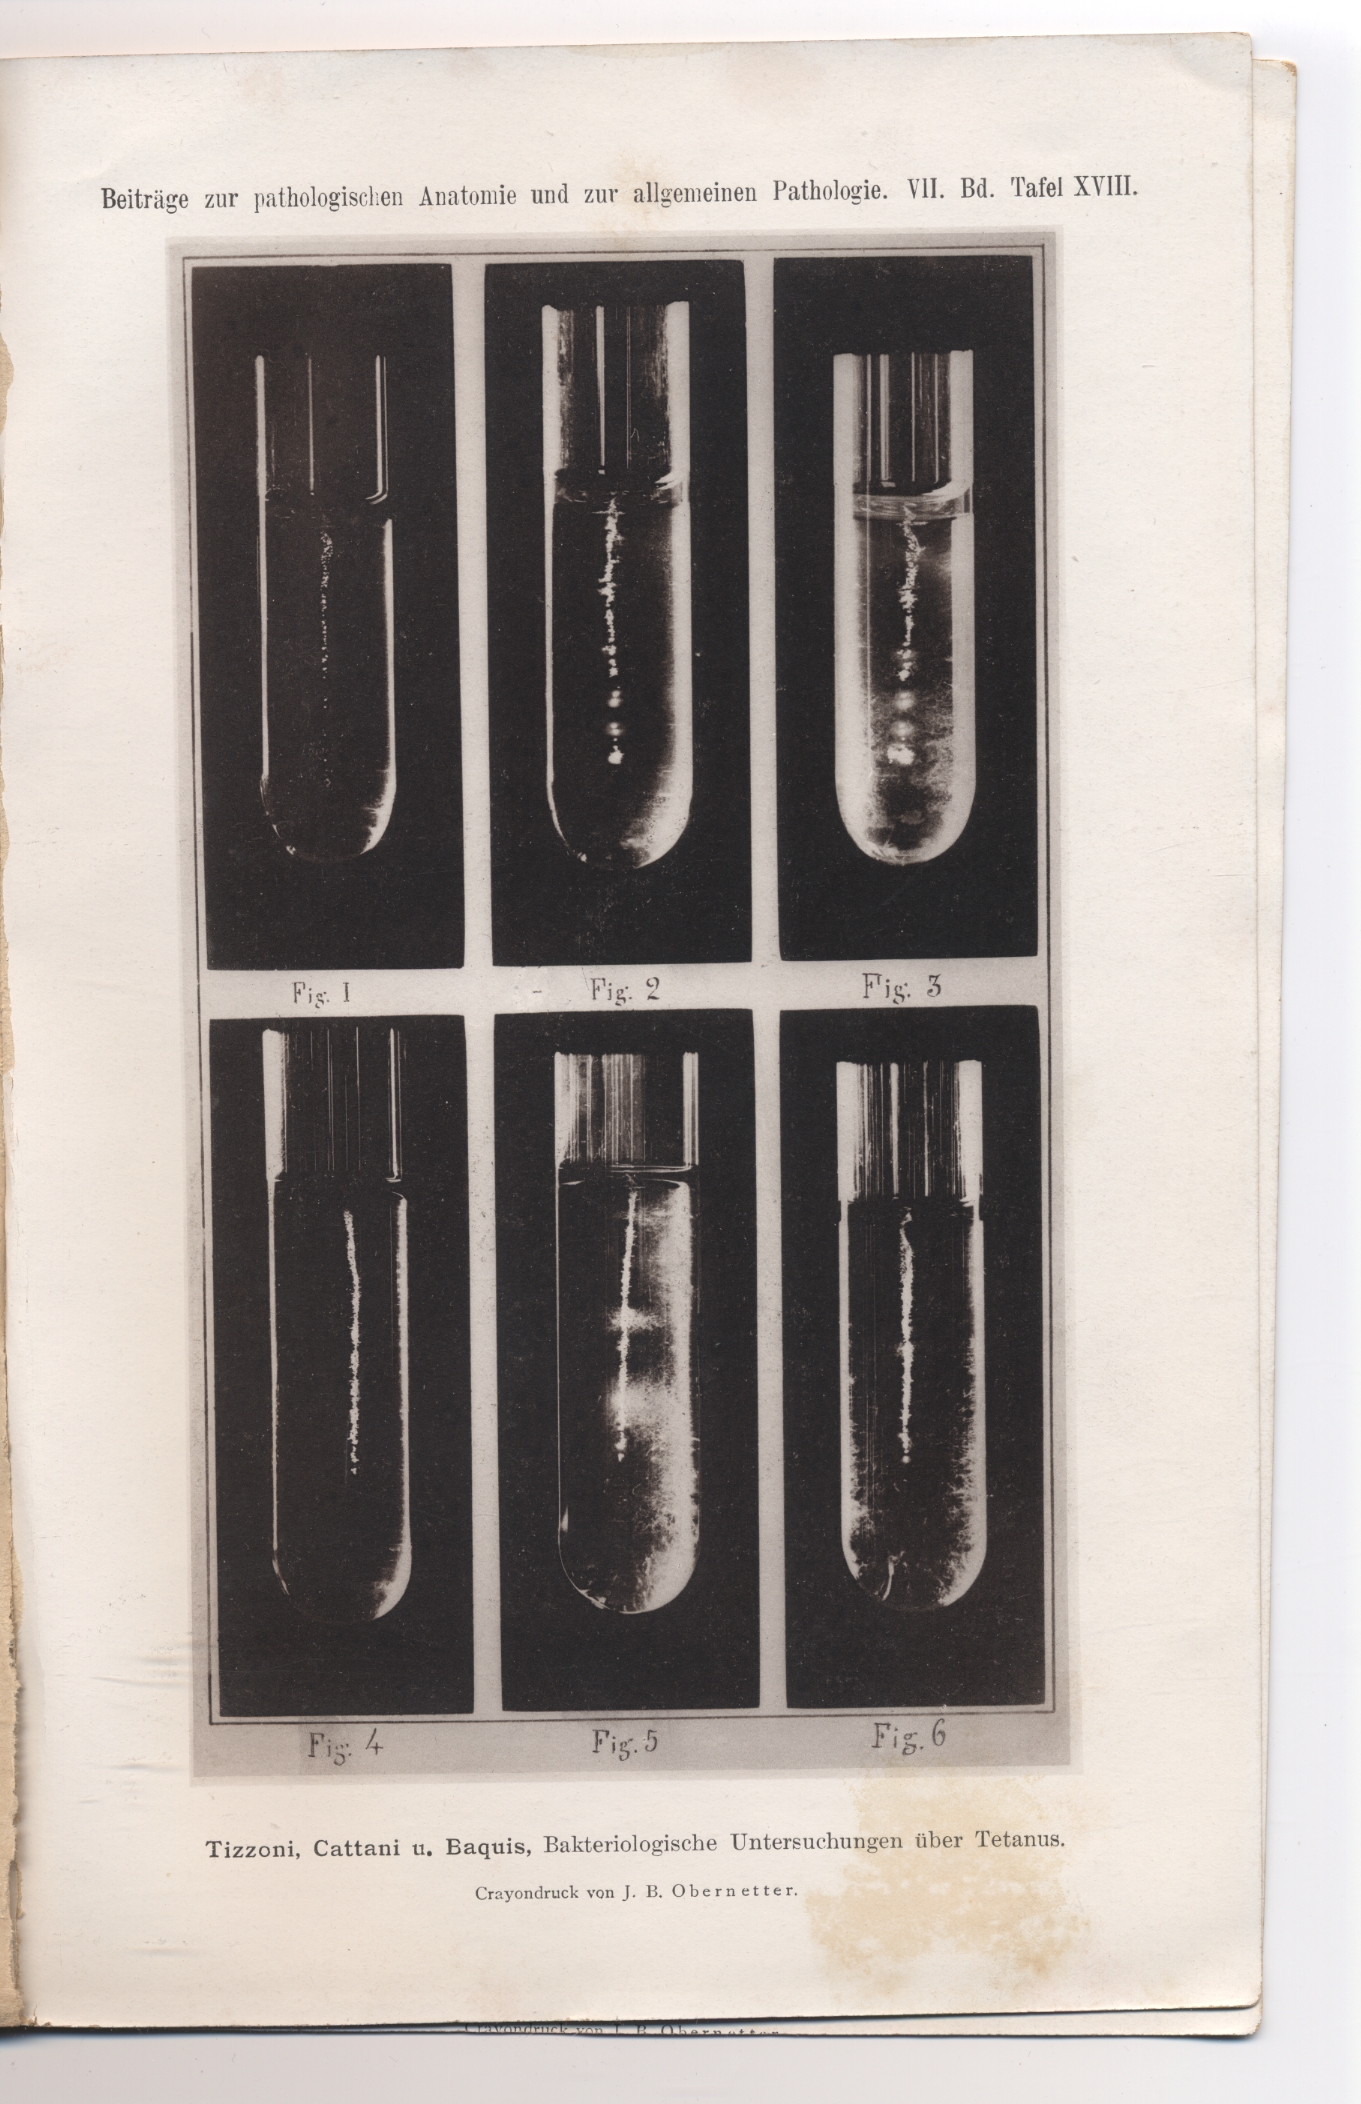 Beiträge zur pathologischen Anatomie und zur allgemeinen Pathologie. VII. Bd. Tafel XVIII.
Fig. 1
Fig. 2
Fig. 3
Fig. 4
Fig. 5
Fig. 6
Tizzoni, Cattani u. Baquis, Bakteriologische Untersuchungen über Tetanus.
Crayondruck von J. B. Obernetter.
Crayondruck von J. B. Obernetter.